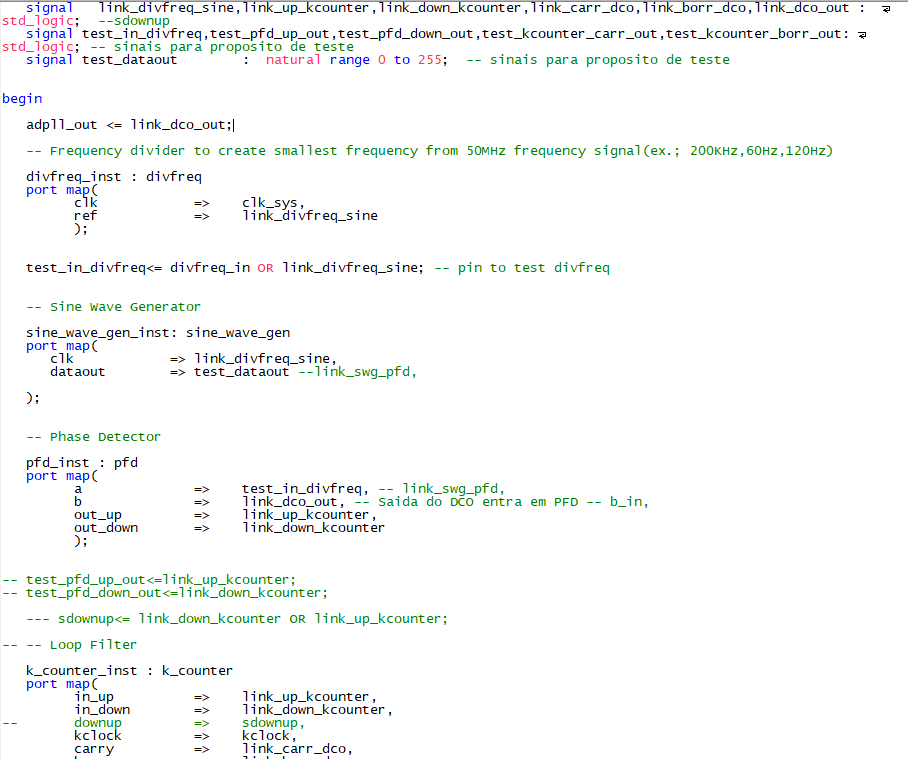 signal   link_divfreq_sine,link_up_kcounter,link_down_kcounter,link_carr_dco,link_borr_dco,link_dco_out :
std_logic;  --sdownup
signal test_in_divfreq,test_pfd_up_out,test_pfd_down_out,test_kcounter_carr_out,test_kcounter_borr_out:
std_logic; -- sinais para proposito de teste
signal test_dataout        :  natural range 0 to 255;  -- sinais para proposito de teste
begin
adpll_out <= link_dco_out;
-- Frequency divider to create smallest frequency from 50MHz frequency signal(ex.; 200KHz,60Hz,120Hz)
divfreq_inst : divfreq
port map(
clk            =>    clk_sys,
ref            =>    link_divfreq_sine
);
test_in_divfreq<= divfreq_in OR link_divfreq_sine; -- pin to test divfreq
-- Sine Wave Generator
sine_wave_gen_inst: sine_wave_gen
port map(
clk            => link_divfreq_sine,
dataout        => test_dataout --link_swg_pfd,
);
-- Phase Detector
pfd_inst : pfd
port map(
a              =>    test_in_divfreq, -- link_swg_pfd,
b              =>    link_dco_out, -- Saida do DCO entra em PFD -- b_in,
out_up         =>    link_up_kcounter,
out_down       =>    link_down_kcounter
);
-- test_pfd_up_out<=link_up_kcounter;
-- test_pfd_down_out<=link_down_kcounter;
--- sdownup<= link_down_kcounter OR link_up_kcounter;
-- -- Loop Filter
k_counter_inst : k_counter
port map(
in_up          =>    link_up_kcounter,
in_down        =>    link_down_kcounter,
--       downup         =>    sdownup,
kclock         =>    kclock,
carry          =>    link_carr_dco,